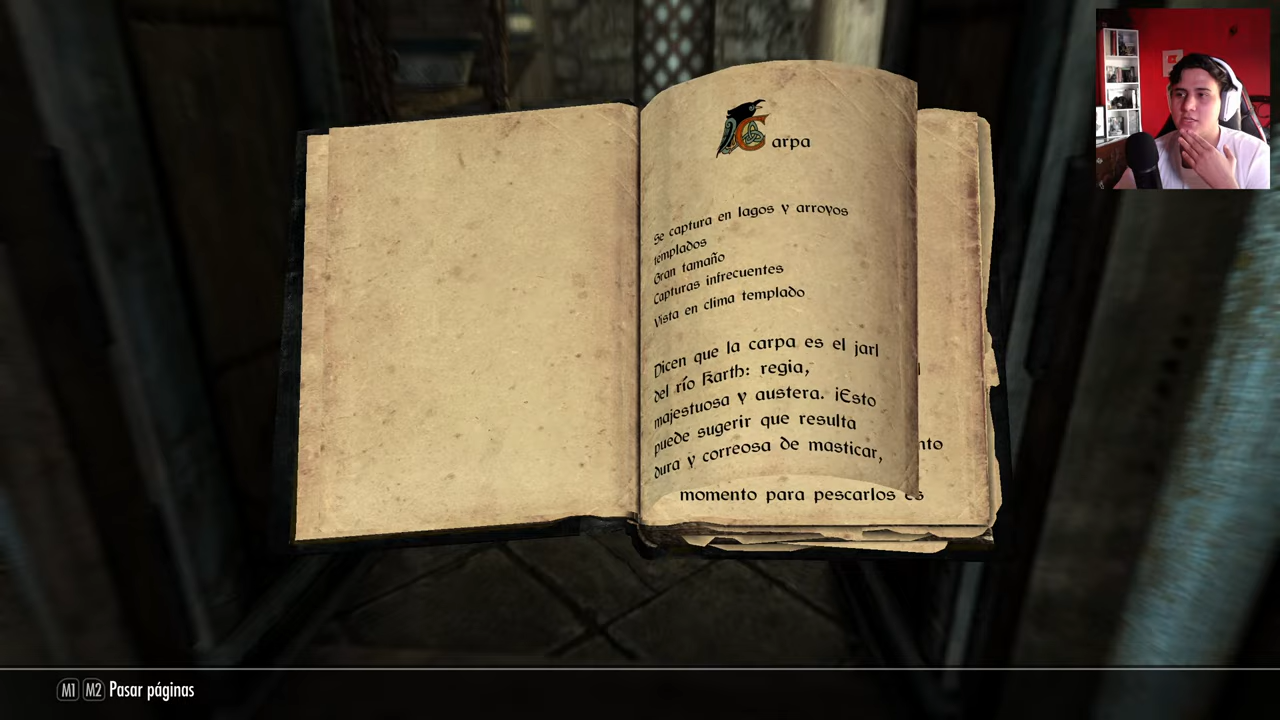 Carpa
Se captura en lagos y arroyos
templados
Gran tamaño
Capturas infrecuentes
Vista en clima templado
Dicen que la carpa es el jarl
del río Karth: regia,
majestuosa y austera. ¡Esto
puede sugerir que resulta
dura y correosa de masticar,
momento para pescarlos es
M1 M2 Pasar páginas